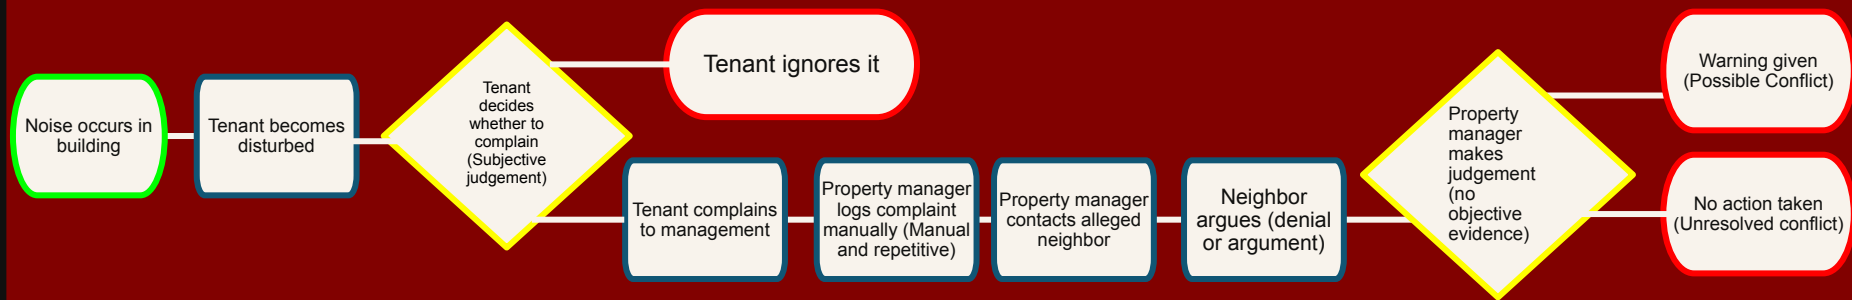 Noise occurs in
building
Tenant becomes
disturbed
Tenant
decides
whether to
complain
(Subjective
judgement)
Tenant ignores it
Tenant complains
to management
Property manager
logs complaint
manually (Manual
and repetitive)
Property manager
contacts alleged
neighbor
Neighbor
argues (denial
or argument)
Property
manager
makes
judgement
(no
objective
evidence)
Warning given
(Possible Conflict)
No action taken
(Unresolved conflict)